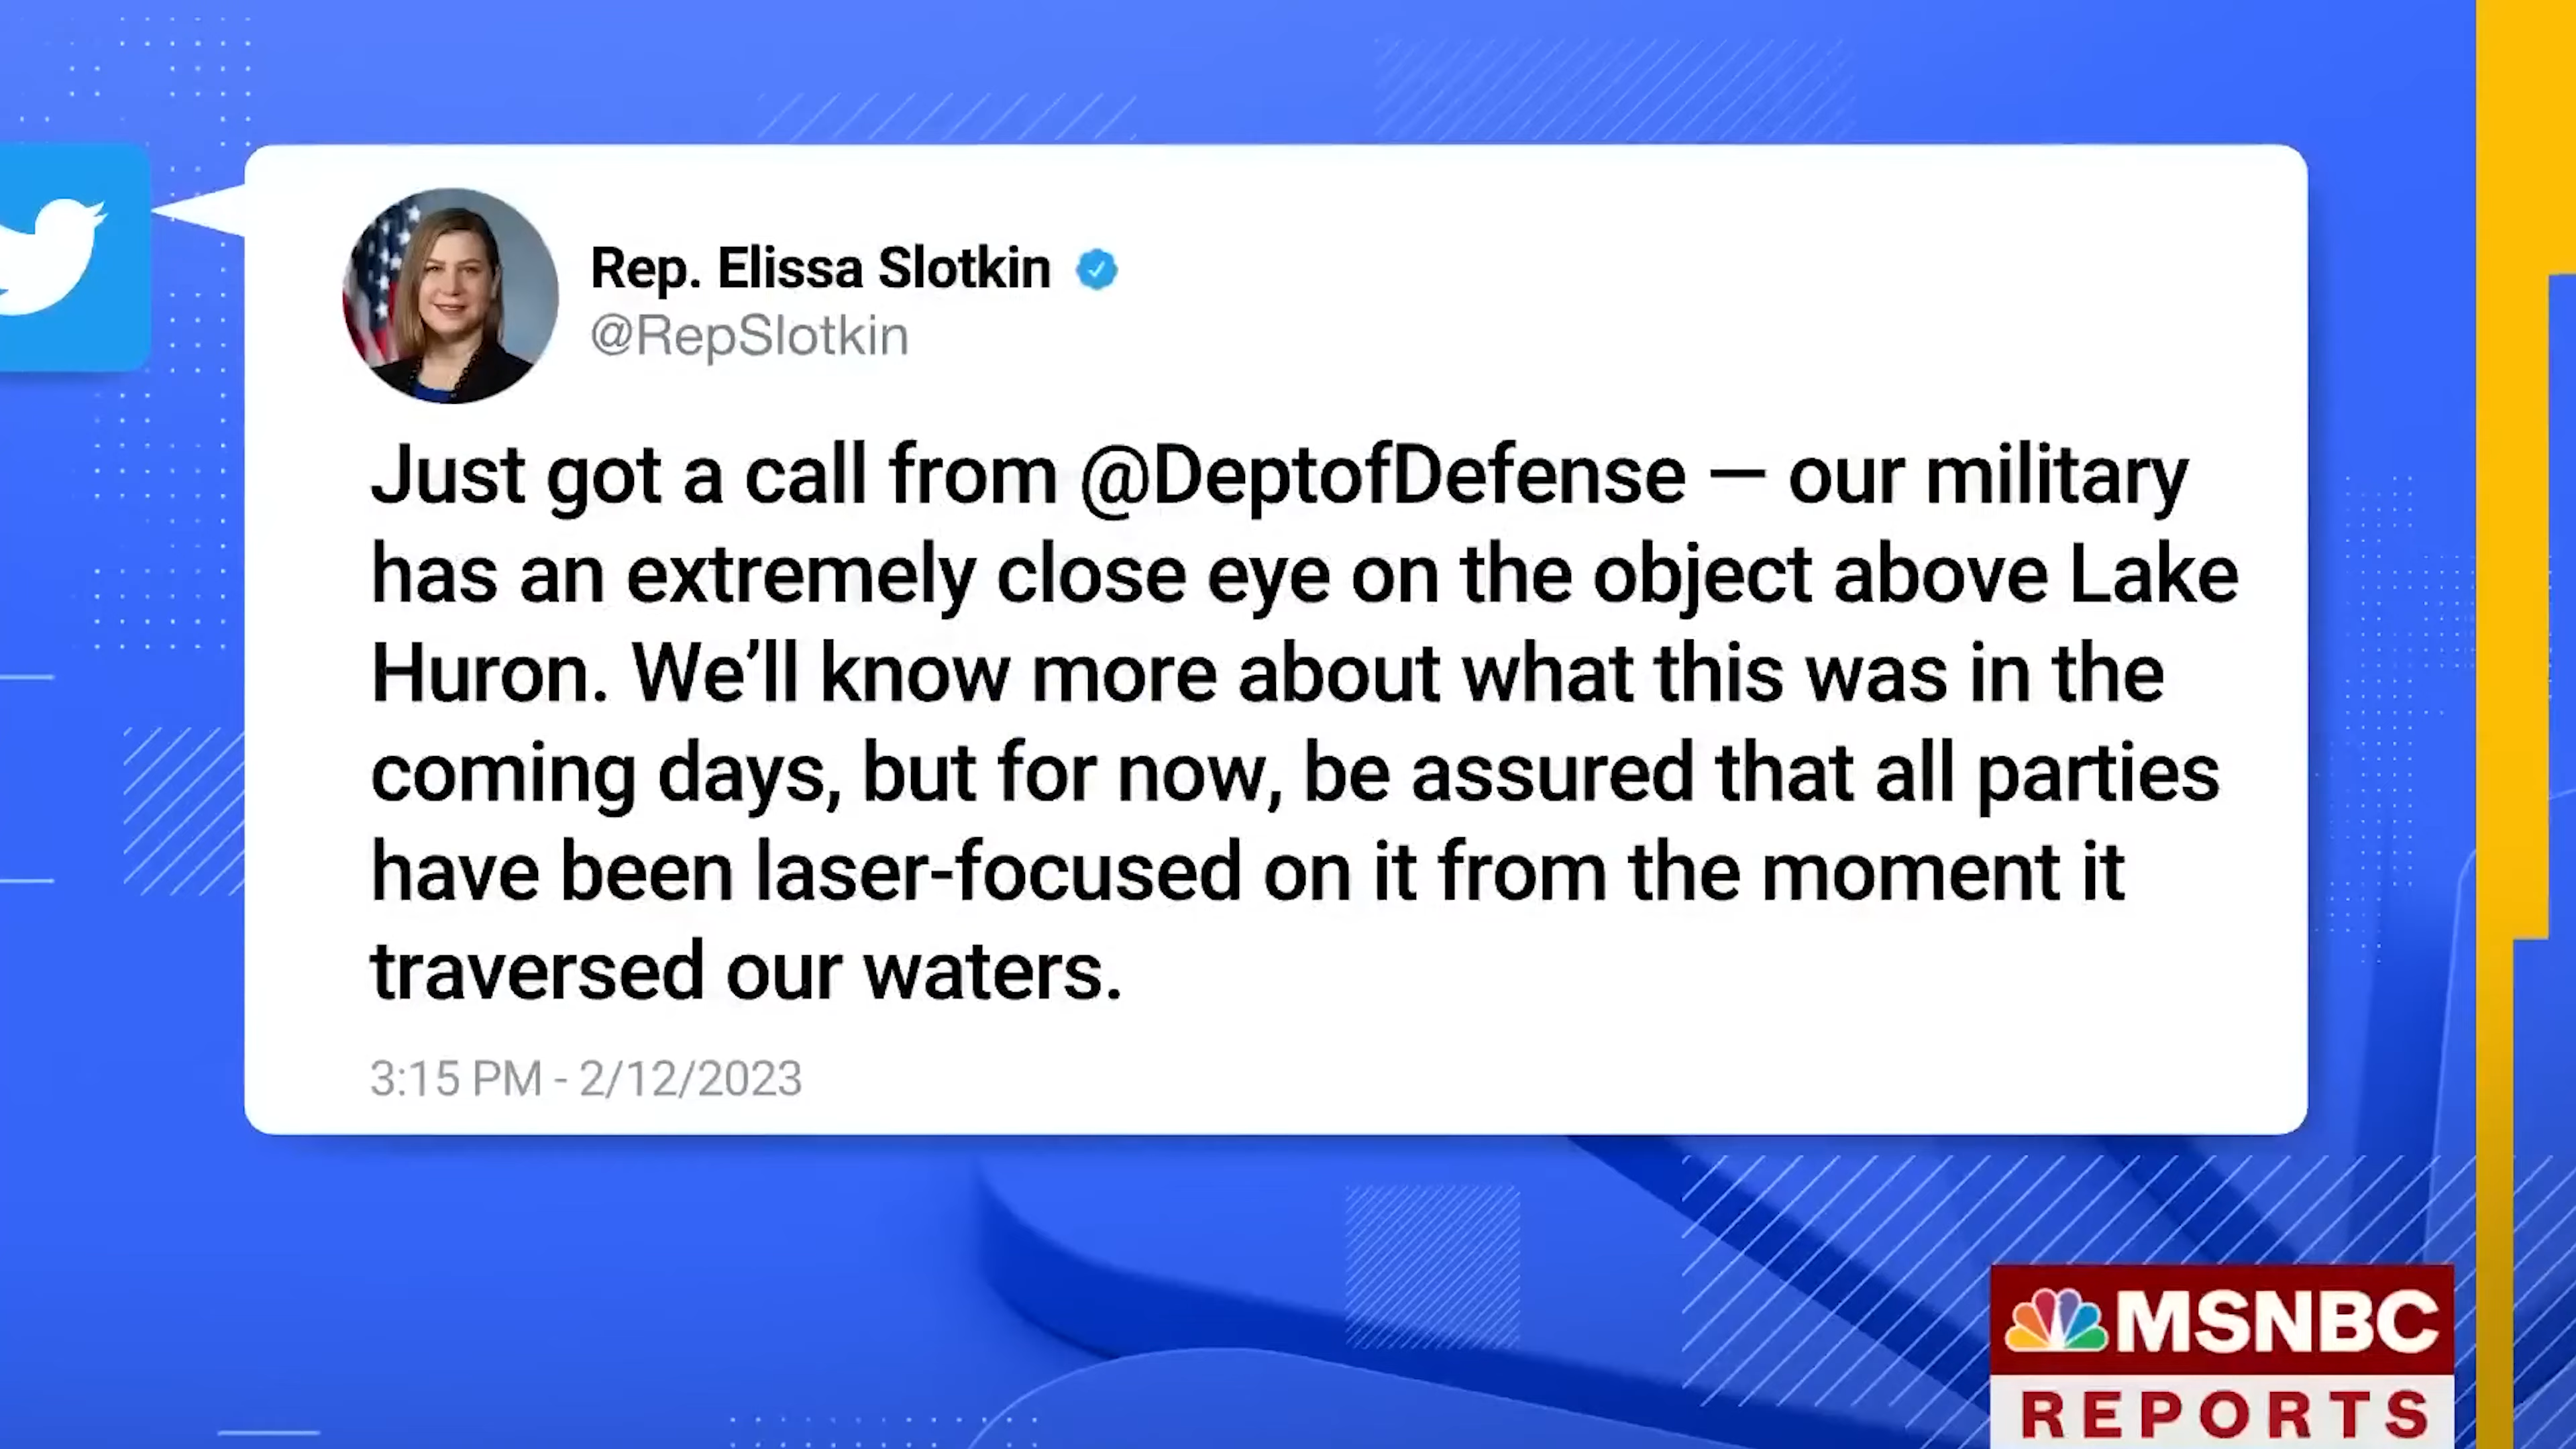 Rep. Elissa Slotkin
@RepSlotkin
Just got a call from @DeptofDefense — our military
has an extremely close eye on the object above Lake
Huron. We’ll know more about what this was in the
coming days, but for now, be assured that all parties
have been laser-focused on it from the moment it
traversed our waters.
3:15 PM - 2/12/2023
MSNBC
REPORTS